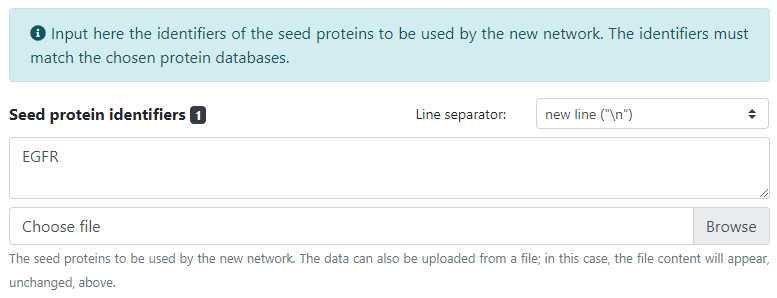 Input here the identifiers of the seed proteins to be used by the new network. The identifiers must
match the chosen protein databases.
Seed protein identifiers 1
Line separator: new line ("\n")
EGFR
Choose file Browse
The seed proteins to be used by the new network. The data can also be uploaded from a file; in this case, the file content will appear,
unchanged, above.